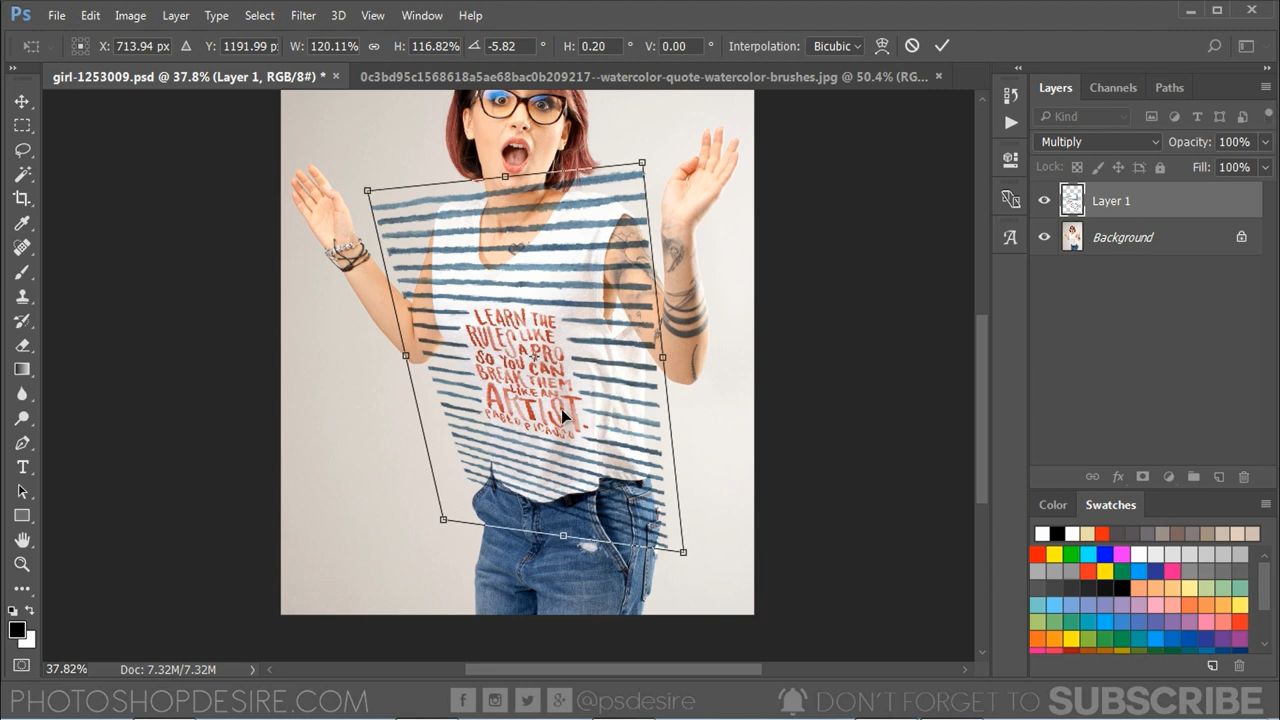 Ps File Edit Image Layer Type Select Filter 3D View Window Help
X: 713.94 px Y: 1191.99 p W: 120.11% H: 116.82% -5.82 ° H: 0.20 ° V: 0.00 ° Interpolation: Bicubic
girl-1253009.psd @ 37.8% (Layer 1, RGB/8#) * × 0c3bd95c1568618a5ae68bac0b209217--watercolor-quote-watercolor-brushes.jpg @ 50.4% (RG... ×
Layers Channels Paths
Kind
Multiply Opacity: 100%
Lock: Fill: 100%
Layer 1
Background
LEARN THE
RULES LIKE
A PRO
SO YOU CAN
BREAK THEM
LIKE AN
ARTIST.
PABLO PICASSO
fx
Color Swatches
37.82% Doc: 7.32M/7.32M
PHOTOSHOPDESIRE.COM @psdesire DON'T FORGET TO SUBSCRIBE